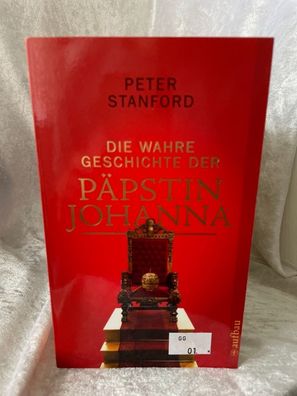 PETER
STANFORD
DIE WAHRE
GESCHICHTE DER
PÄPSTIN
JOHANNA
GG
01
aufbau